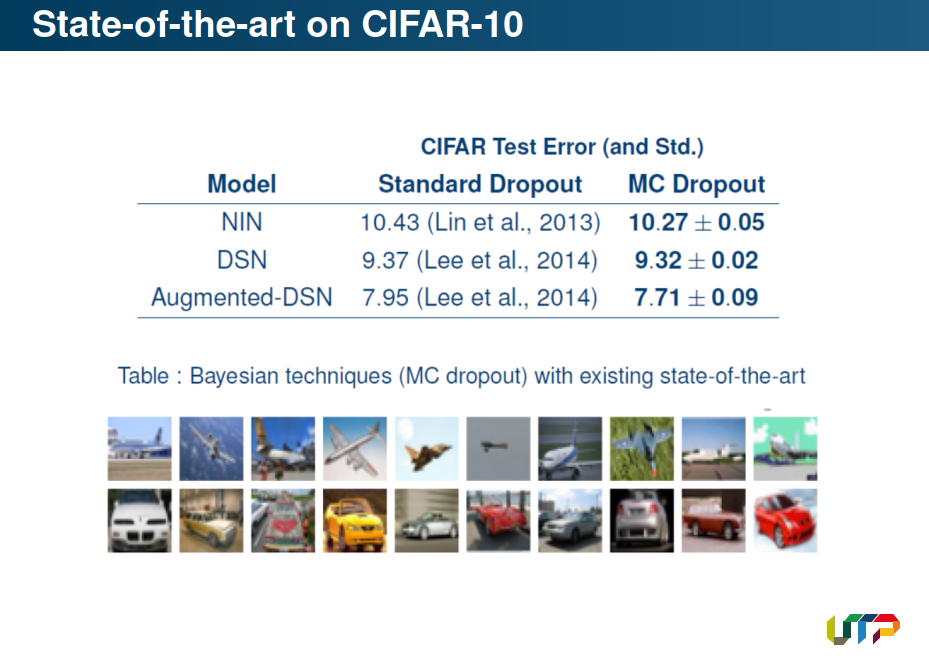 State-of-the-art on CIFAR-10
CIFAR Test Error (and Std.)
Model Standard Dropout MC Dropout
NIN 10.43 (Lin et al., 2013) 10.27 ± 0.05
DSN 9.37 (Lee et al., 2014) 9.32 ± 0.02
Augmented-DSN 7.95 (Lee et al., 2014) 7.71 ± 0.09
Table : Bayesian techniques (MC dropout) with existing state-of-the-art
UTP